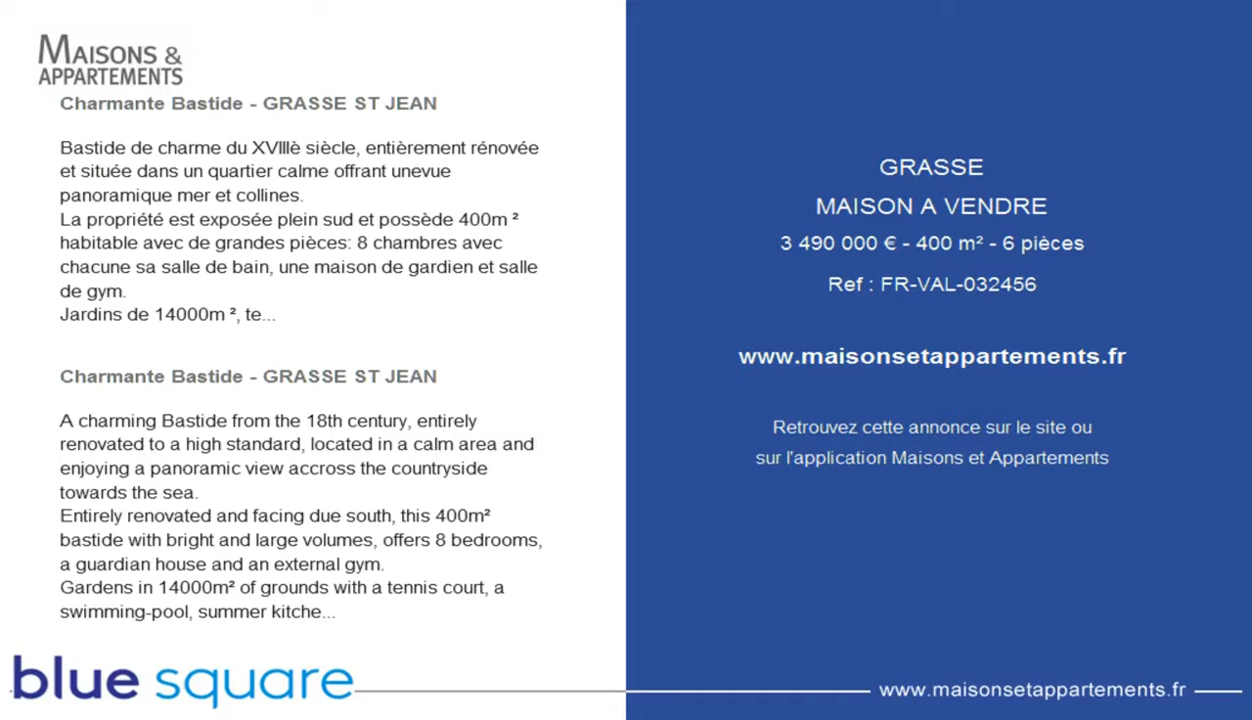 MAISONS &
APPARTEMENTS
Charmante Bastide - GRASSE ST JEAN
Bastide de charme du XVIIIè siècle, entièrement rénovée
et située dans un quartier calme offrant unevue
panoramique mer et collines.
La propriété est exposée plein sud et possède 400m ²
habitable avec de grandes pièces: 8 chambres avec
chacune sa salle de bain, une maison de gardien et salle
de gym.
Jardins de 14000m ², te...
Charmante Bastide - GRASSE ST JEAN
A charming Bastide from the 18th century, entirely
renovated to a high standard, located in a calm area and
enjoying a panoramic view accross the countryside
towards the sea.
Entirely renovated and facing due south, this 400m²
bastide with bright and large volumes, offers 8 bedrooms,
a guardian house and an external gym.
Gardens in 14000m² of grounds with a tennis court, a
swimming-pool, summer kitche...
blue square
GRASSE
MAISON A VENDRE
3 490 000 € - 400 m² - 6 pièces
Ref : FR-VAL-032456
www.maisonsetappartements.fr
Retrouvez cette annonce sur le site ou
sur l'application Maisons et Appartements
www.maisonsetappartements.fr